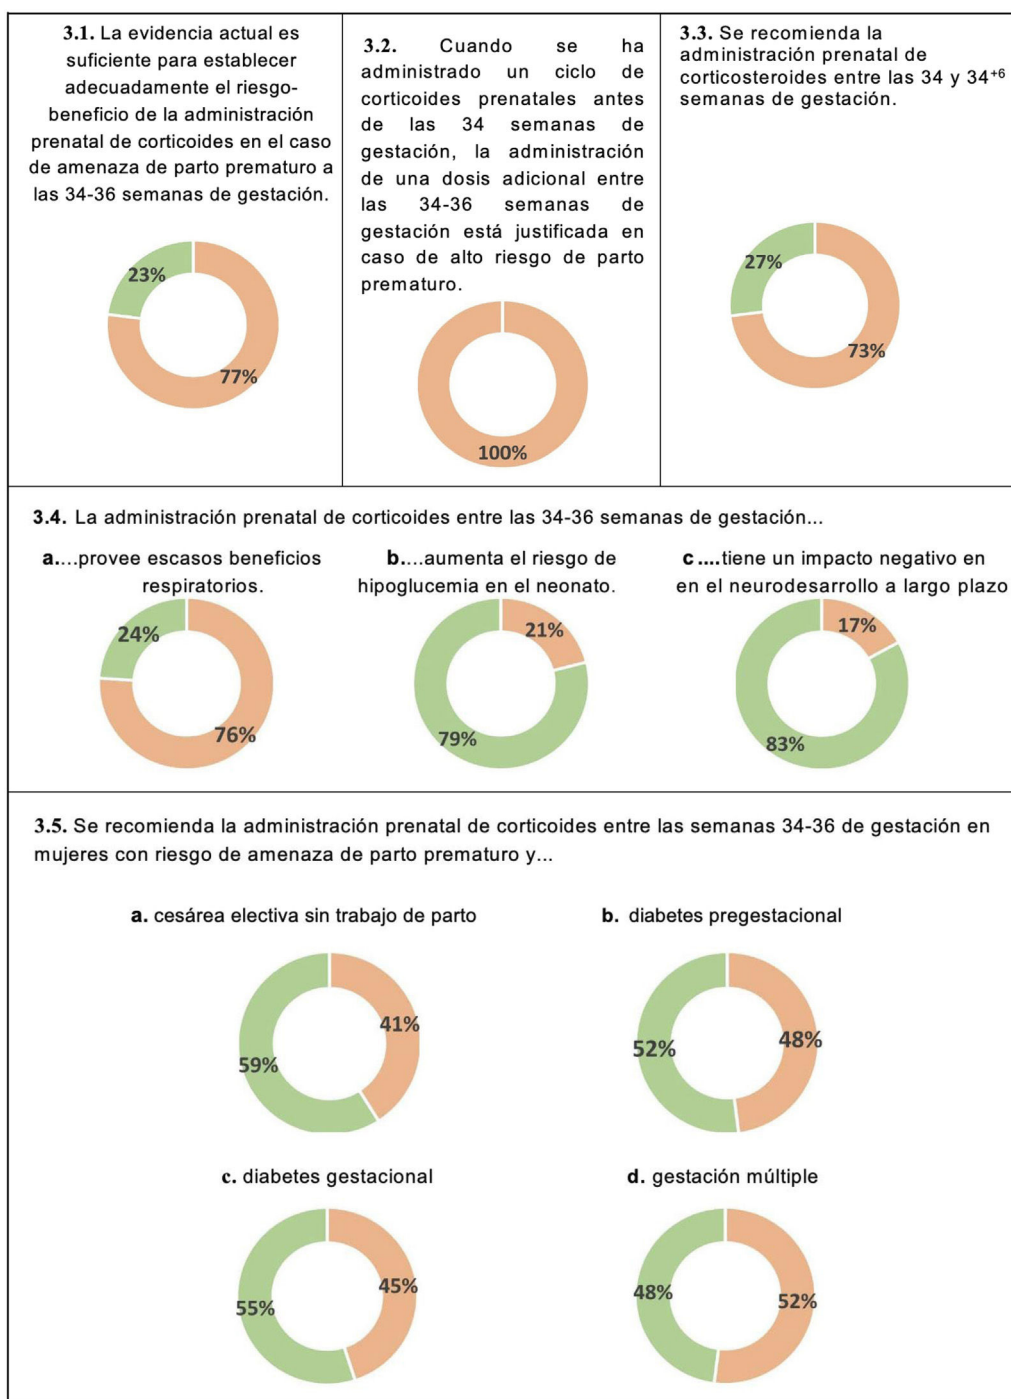 3.1. La evidencia actual es
suficiente para establecer
adecuadamente el riesgo-
beneficio de la administración
prenatal de corticoides en el caso
de amenaza de parto prematuro a
las 34-36 semanas de gestación.
23%
77%
3.2. Cuando se ha
administrado un ciclo de
corticoides prenatales antes
de las 34 semanas de
gestación, la administración
de una dosis adicional entre
las 34-36 semanas de
gestación está justificada en
caso de alto riesgo de parto
prematuro.
100%
3.3. Se recomienda la
administración prenatal de
corticosteroides entre las 34 y 34+6
semanas de gestación.
27%
73%
3.4. La administración prenatal de corticoides entre las 34-36 semanas de gestación...
a....provee escasos beneficios
respiratorios.
24%
76%
b....aumenta el riesgo de
hipoglucemia en el neonato.
21%
79%
c ....tiene un impacto negativo en
en el neurodesarrollo a largo plazo
17%
83%
3.5. Se recomienda la administración prenatal de corticoides entre las semanas 34-36 de gestación en
mujeres con riesgo de amenaza de parto prematuro y...
a. cesárea electiva sin trabajo de parto
41%
59%
b. diabetes pregestacional
52%
48%
c. diabetes gestacional
45%
55%
d. gestación múltiple
48%
52%